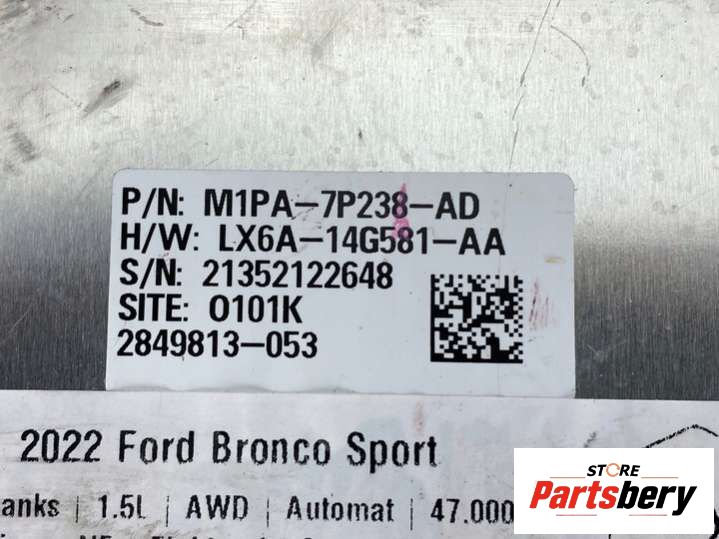 P/N: M1PA-7P238-AD
H/W: LX6A-14G581-AA
S/N: 21352122648
SITE: 0101K
2849813-053
2022 Ford Bronco Sport
anks | 1.5L | AWD | Automat | 47.000
STORE
Partsbery